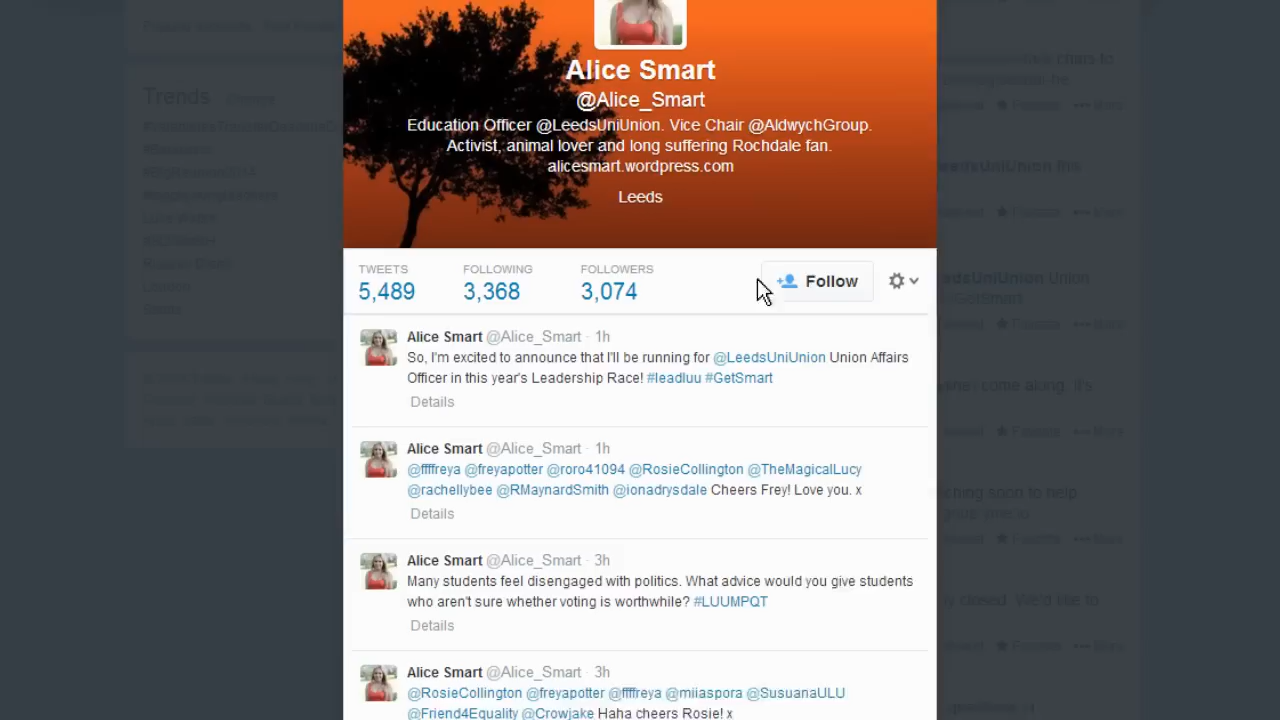 Trends
Alice Smart
@Alice_Smart
Education Officer @LeedsUniUnion. Vice Chair @AldwychGroup.
Activist, animal lover and long suffering Rochdale fan.
alicesmart.wordpress.com
Leeds
TWEETS FOLLOWING FOLLOWERS
5,489 3,368 3,074
Follow
Alice Smart @Alice_Smart · 1h
So, I'm excited to announce that I'll be running for @LeedsUniUnion Union Affairs
Officer in this year's Leadership Race! #leadluu #GetSmart
Details
Alice Smart @Alice_Smart · 1h
@ffffreya @freyapotter @roro41094 @RosieCollington @TheMagicalLucy
@rachellybee @RMaynardSmith @ionadrysdale Cheers Frey! Love you. x
Details
Alice Smart @Alice_Smart · 3h
Many students feel disengaged with politics. What advice would you give students
who aren't sure whether voting is worthwhile? #LUUMPQT
Details
Alice Smart @Alice_Smart · 3h
@RosieCollington @freyapotter @ffffreya @miiaspora @SusuanaULU
@Friend4Equality @Crowjake Haha cheers Rosie! x